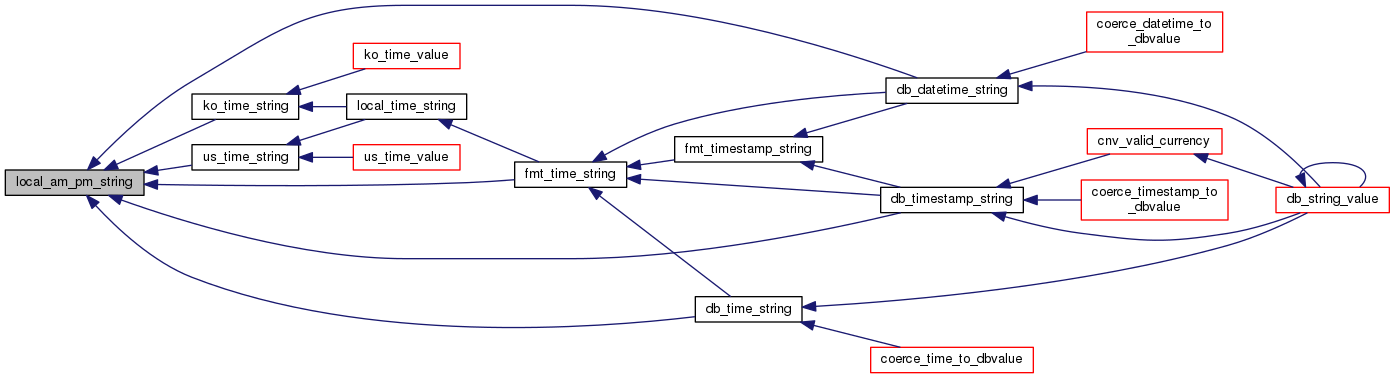 coerce_datetime_to
_dbvalue
ko_time_value
db_datetime_string
ko_time_string
local_time_string
cnv_valid_currency
fmt_timestamp_string
us_time_string
us_time_value
local_am_pm_string
fmt_time_string
db_timestamp_string
coerce_timestamp_to
_dbvalue
db_string_value
db_time_string
coerce_time_to_dbvalue